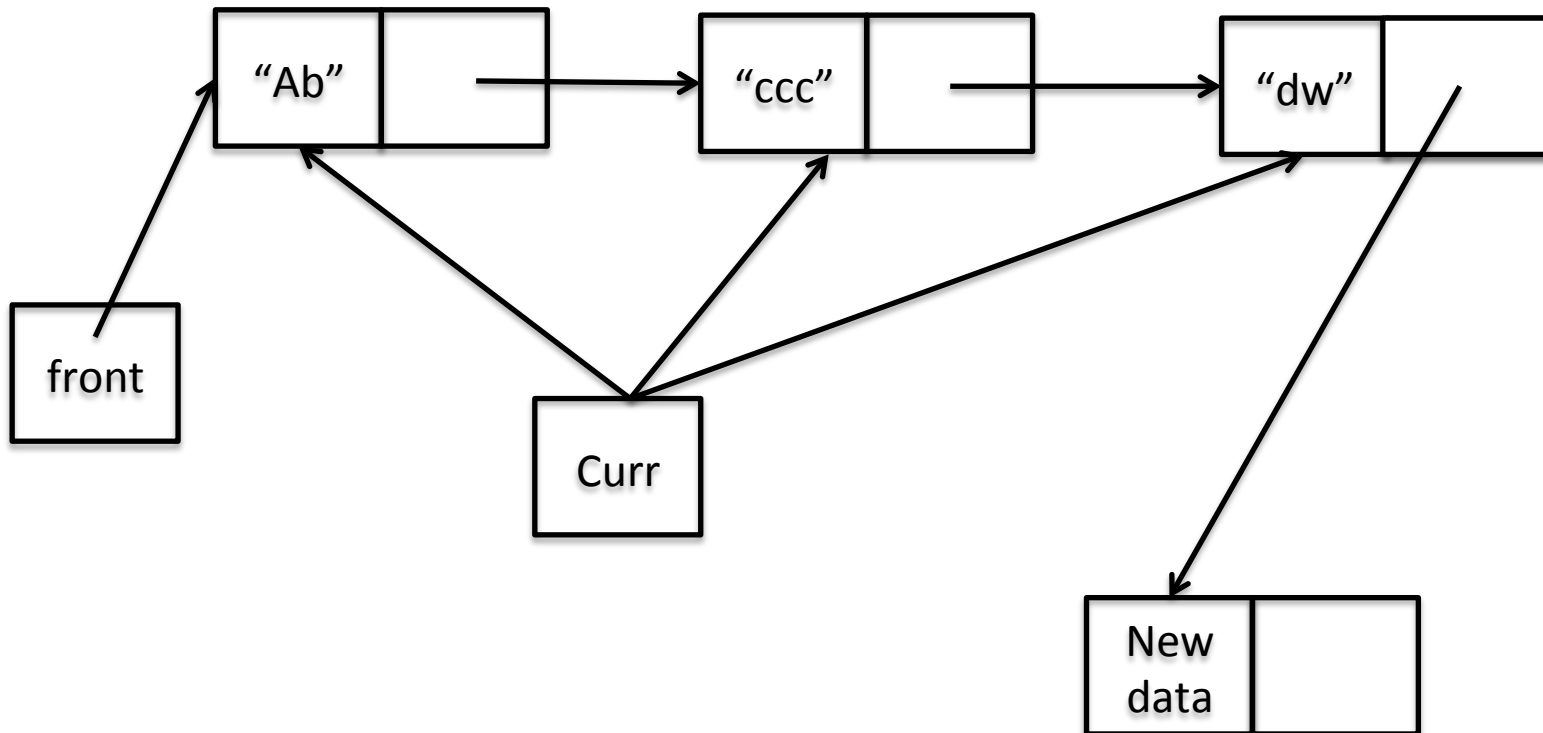 “Ab”
“ccc”
“dw”
front
Curr
New
data